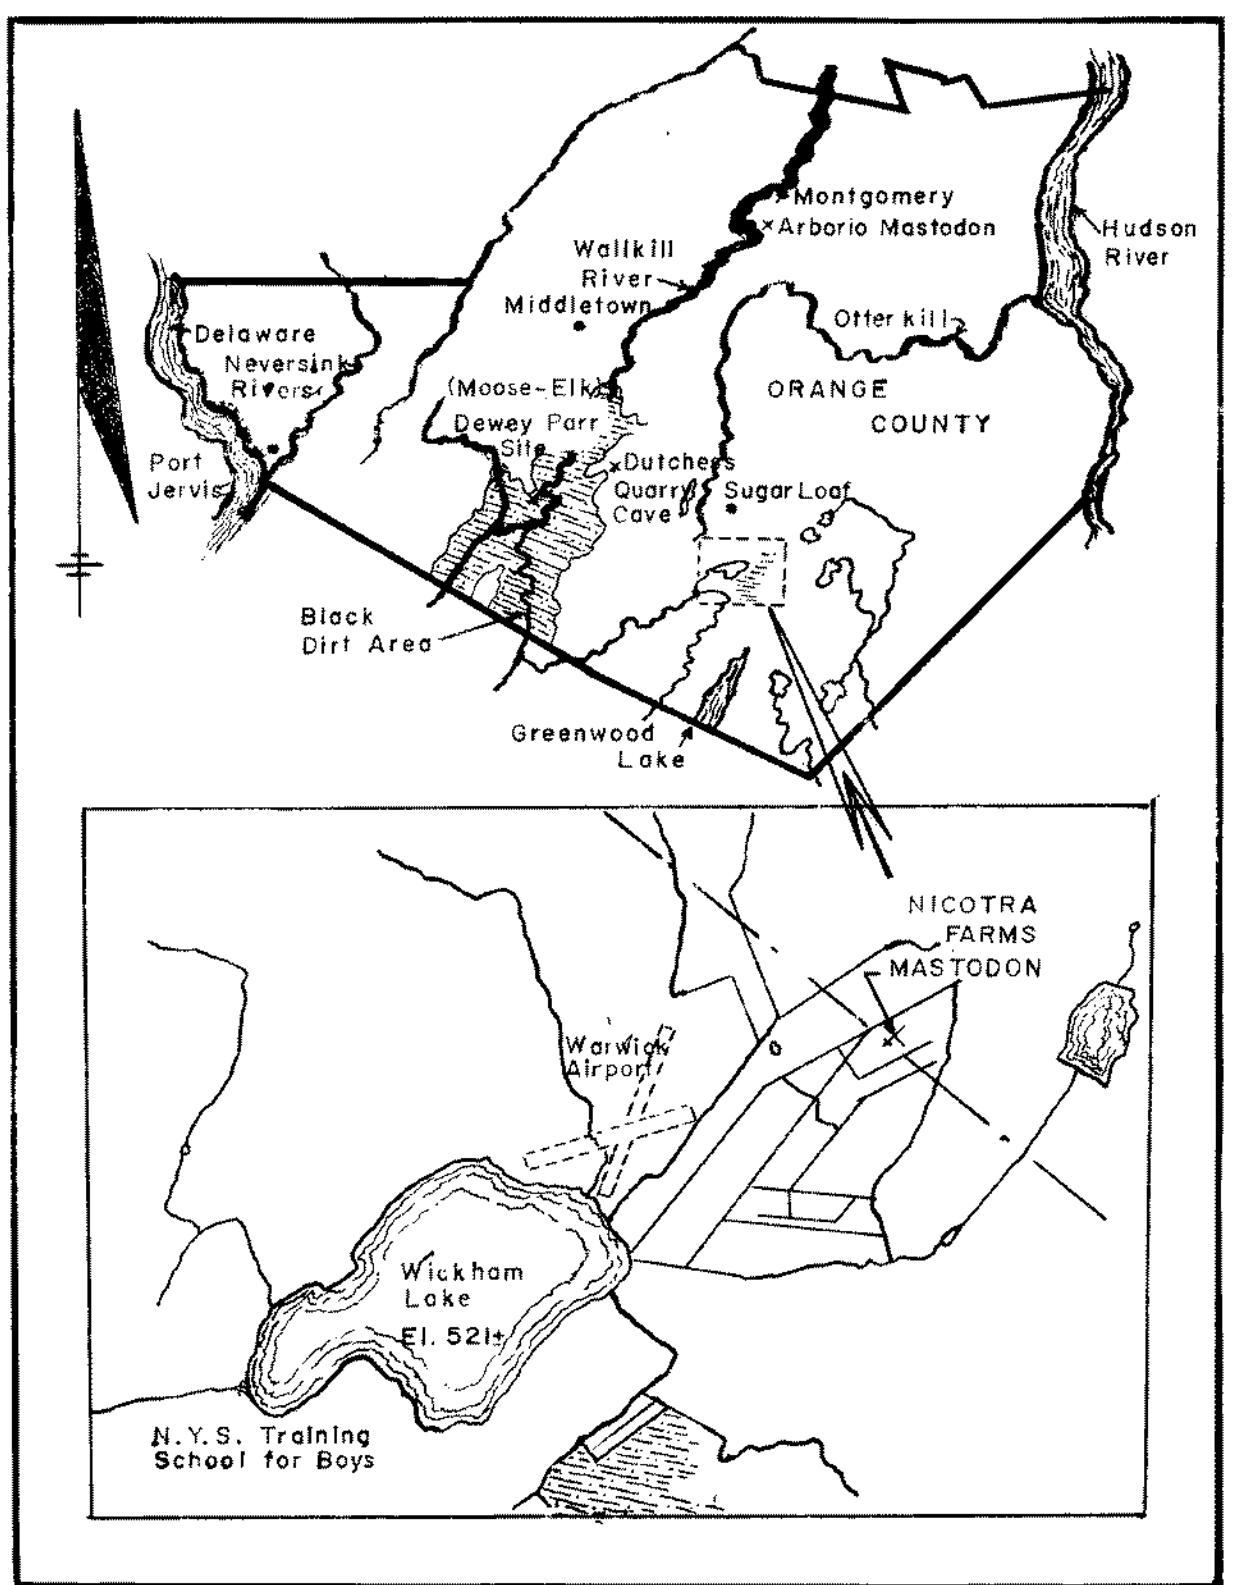 Montgomery
Arborio Mastodon
Hudson
River
Wallkill
River
Middletown
Otter kill
Delaware
Neversink
Rivers
(Moose-Elk)
ORANGE
COUNTY
Dewey Parr
Site
Port
Jervis
Dutchess
Quarry
Cave
Sugar Loaf
Black
Dirt Area
Greenwood
Lake
NICOTRA
FARMS
MASTODON
Warwick
Airport
Wickham
Lake
El. 521±
N.Y.S. Training
School for Boys